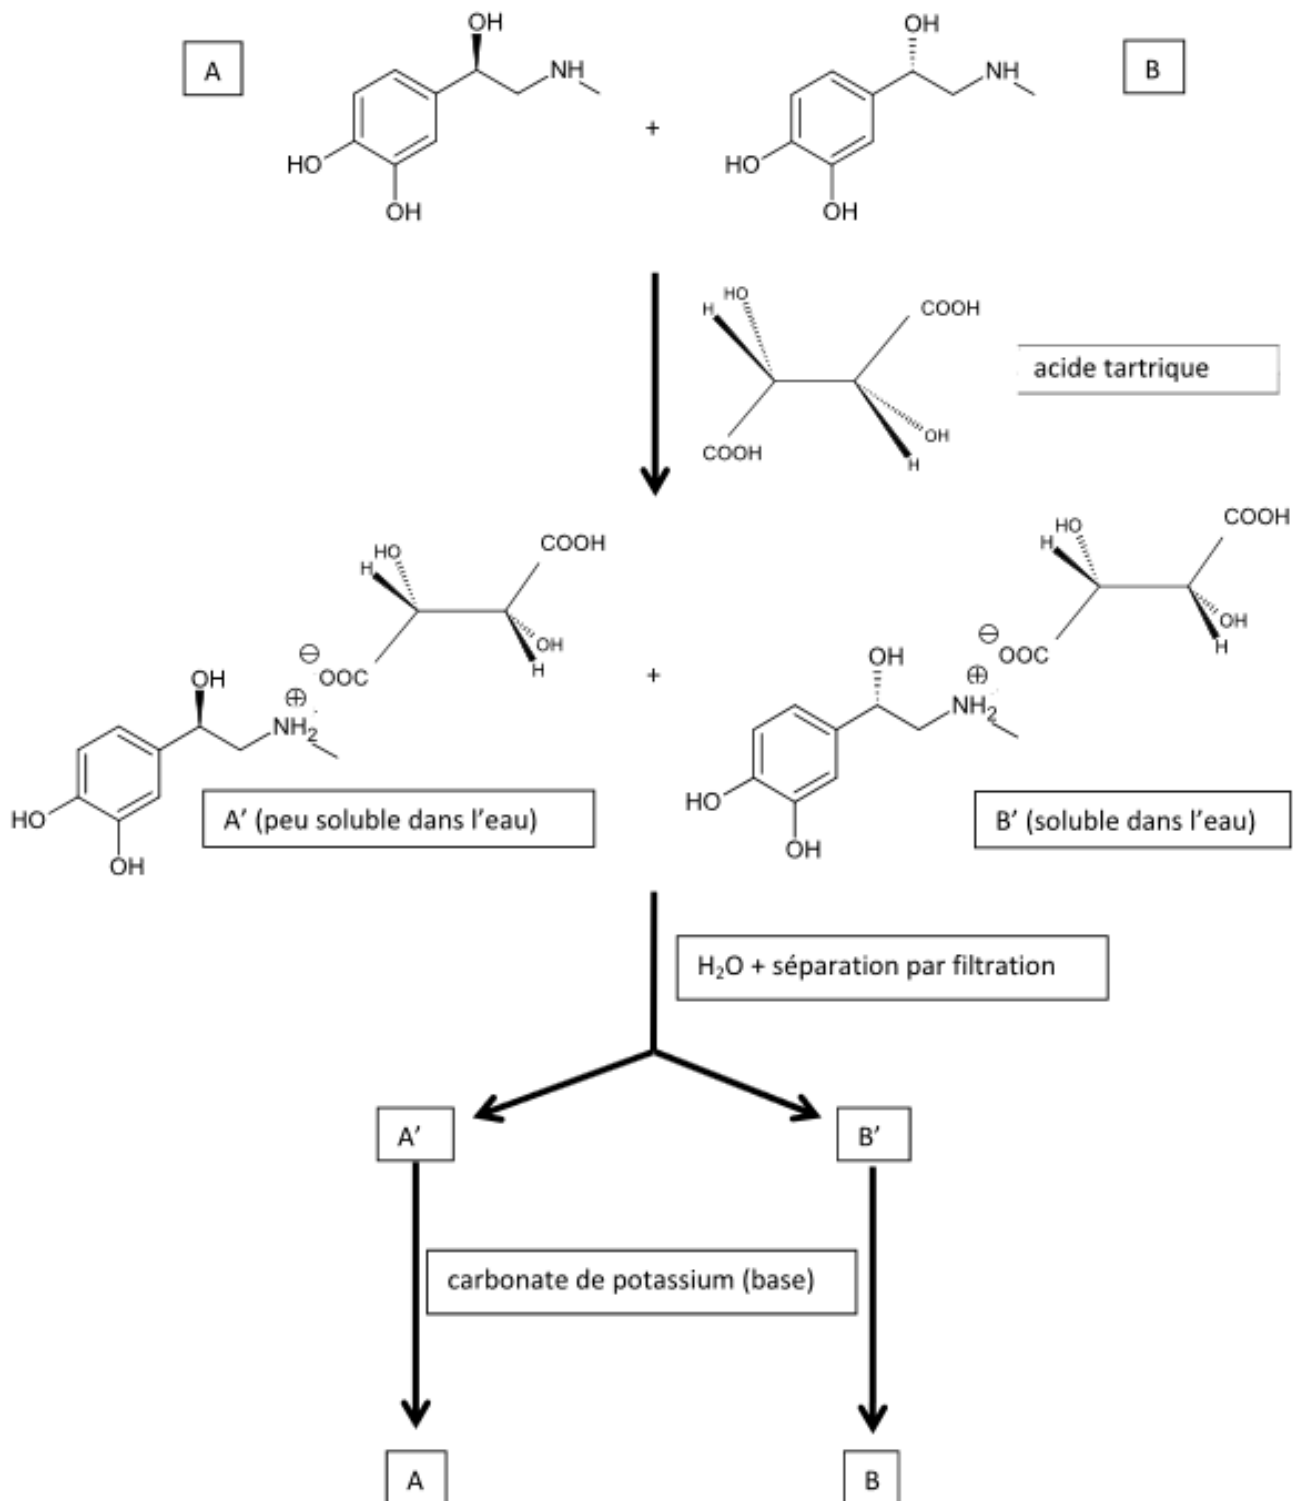 A
OH
NH
HO
OH
+
OH
NH
HO
OH
B
HO
H
COOH
COOH
OH
H
acide tartrique
HO
H
COOH
⊖
OOC
OH
H
OH
⊕
NH2
HO
OH
A’ (peu soluble dans l’eau)
+
HO
H
COOH
⊖
OOC
OH
H
OH
⊕
NH2
HO
OH
B’ (soluble dans l’eau)
H₂O + séparation par filtration
A’
B’
carbonate de potassium (base)
A
B